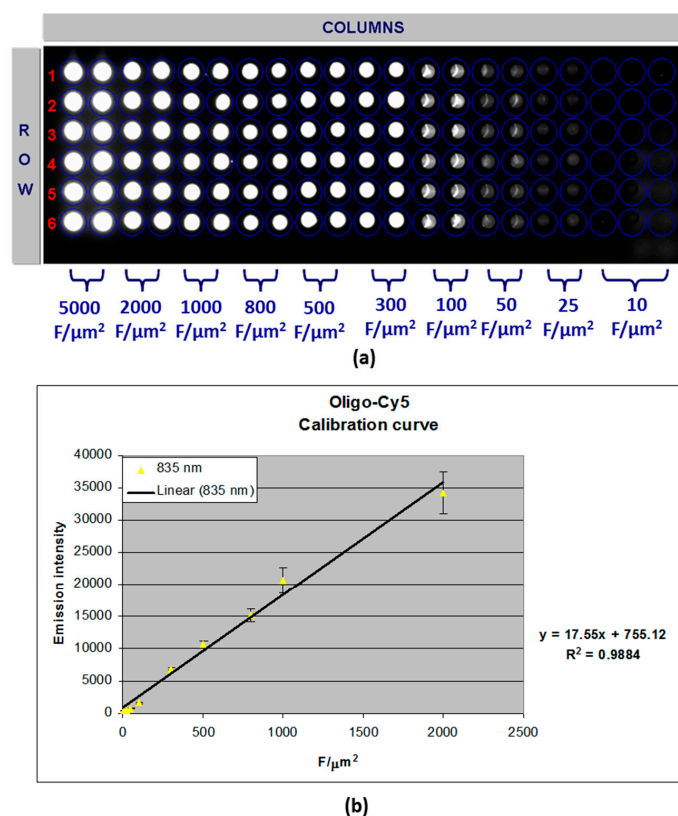 COLUMNS
R
O
W
1
2
3
4
5
6
5000 2000 1000 800 500 300 100 50 25 10
F/μm² F/μm² F/μm² F/μm² F/μm² F/μm² F/μm² F/μm² F/μm² F/μm²
(a)
Oligo-Cy5
Calibration curve
835 nm
Linear (835 nm)
Emission intensity
40000
35000
30000
25000
20000
15000
10000
5000
0
0 500 1000 1500 2000 2500
F/μm²
y = 17.55x + 755.12
R² = 0.9884
(b)